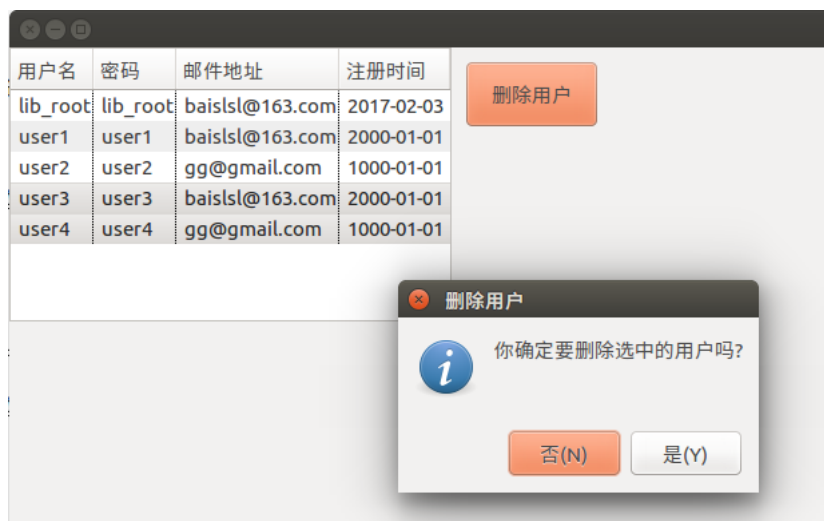 用户名 密码 邮件地址 注册时间
lib_root lib_root baislsl@163.com 2017-02-03
user1 user1 baislsl@163.com 2000-01-01
user2 user2 gg@gmail.com 1000-01-01
user3 user3 baislsl@163.com 2000-01-01
user4 user4 gg@gmail.com 1000-01-01
删除用户
删除用户
你确定要删除选中的用户吗?
否(N) 是(Y)